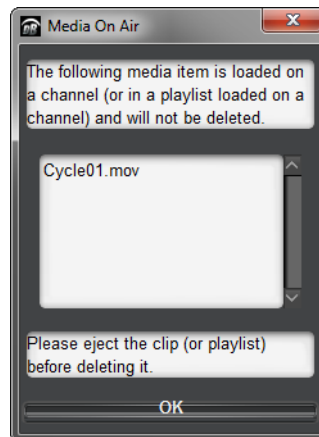 Media On Air
The following media item is loaded on
a channel (or in a playlist loaded on a
channel) and will not be deleted.
Cycle01.mov
Please eject the clip (or playlist)
before deleting it.
OK